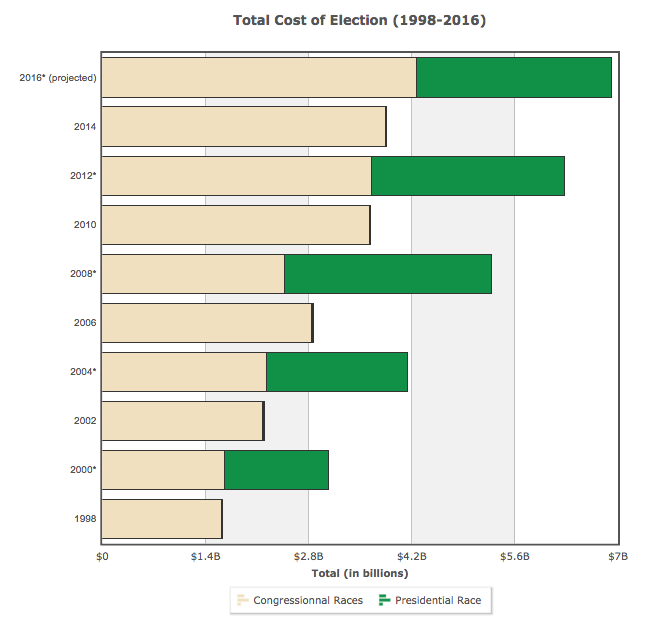 Total Cost of Election (1998-2016)
2016* (projected)
2014
2012*
2010
2008*
2006
2004*
2002
2000*
1998
$0 $1.4B $2.8B $4.2B $5.6B $7B
Total (in billions)
Congressionnal Races Presidential Race